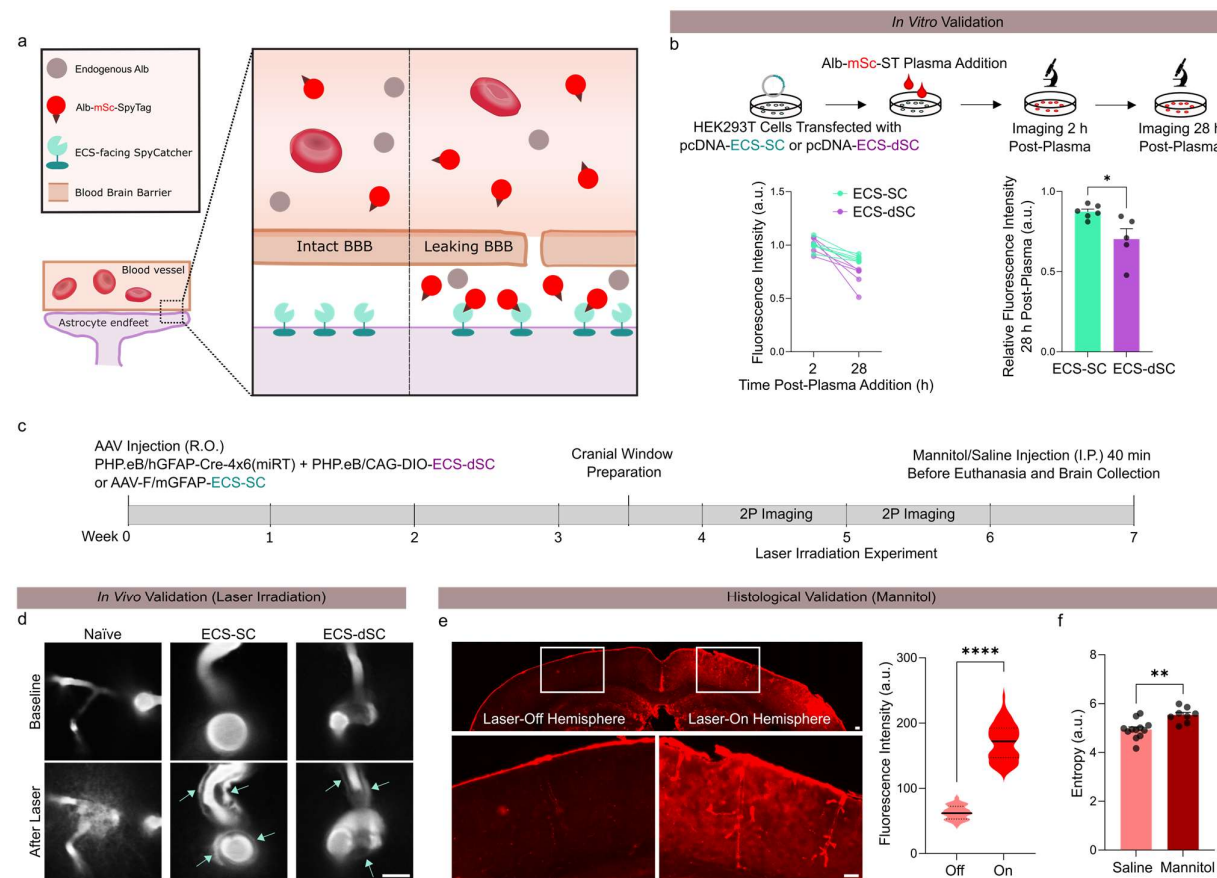 a
Endogenous Alb
Alb-mSc-SpyTag
ECS-facing SpyCatcher
Blood Brain Barrier
Blood vessel
Astrocyte endfeet
Intact BBB
Leaking BBB
In Vitro Validation
b
Alb-mSc-ST Plasma Addition
HEK293T Cells Transfected with
pcDNA-ECS-SC or pcDNA-ECS-dSC
Imaging 2 h
Post-Plasma
Imaging 28 h
Post-Plasma
Fluorescence Intensity (a.u.)
1.5
1.0
0.5
0.0
ECS-SC
ECS-dSC
2
28
Time Post-Plasma Addition (h)
Relative Fluorescence Intensity
28 h Post-Plasma (a.u.)
1.0
0.5
0.0
*
ECS-SC
ECS-dSC
c
AAV Injection (R.O.)
PHP.eB/hGFAP-Cre-4x6(miRT) + PHP.eB/CAG-DIO-ECS-dSC
or AAV-F/mGFAP-ECS-SC
Cranial Window
Preparation
Mannitol/Saline Injection (I.P.) 40 min
Before Euthanasia and Brain Collection
2P Imaging
2P Imaging
Week 0
1
2
3
4
5
6
7
Laser Irradiation Experiment
In Vivo Validation (Laser Irradiation)
d
Naïve
ECS-SC
ECS-dSC
Baseline
After Laser
Histological Validation (Mannitol)
e
Laser-Off Hemisphere
Laser-On Hemisphere
Fluorescence Intensity (a.u.)
300
200
100
0
****
Off
On
f
Entropy (a.u.)
8
6
4
2
0
**
Saline
Mannitol